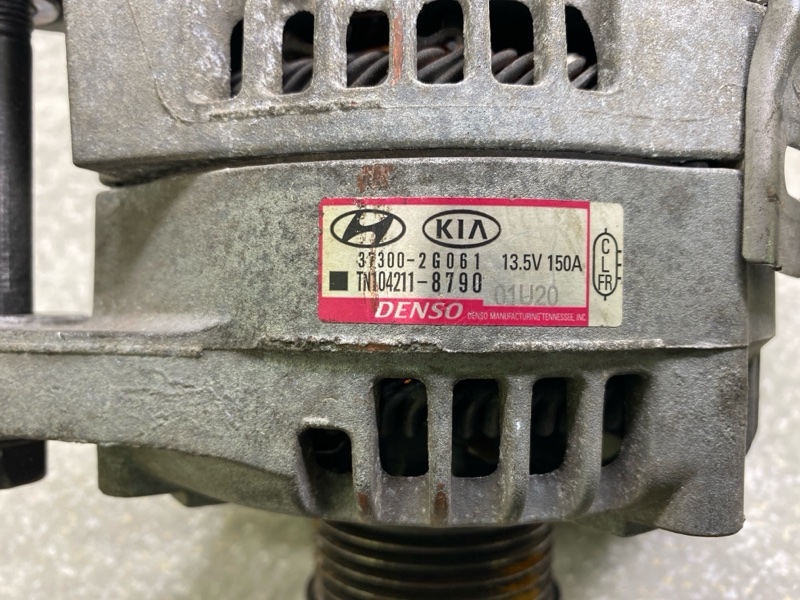 KIA
37300-2G061 13.5V 150A
TN104211-8790
01U20
DENSO DENSO MANUFACTURING TENNESSEE, INC
C
L
FR